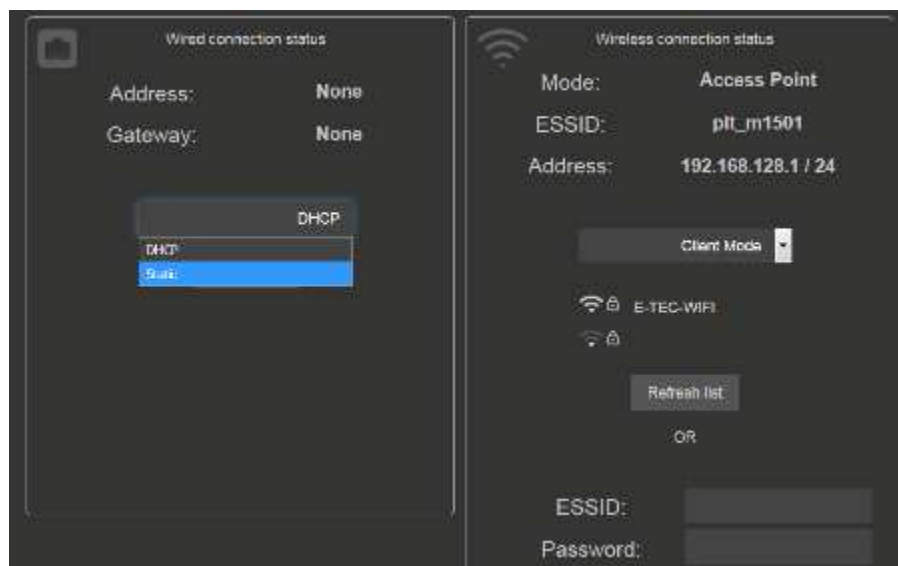 Wired connection status
Address: None
Gateway: None
DHCP
DHCP
Static
Wireless connection status
Mode: Access Point
ESSID: plt_m1501
Address: 192.168.128.1 / 24
Client Mode
E-TEC-WIFI
Refresh list
OR
ESSID:
Password: